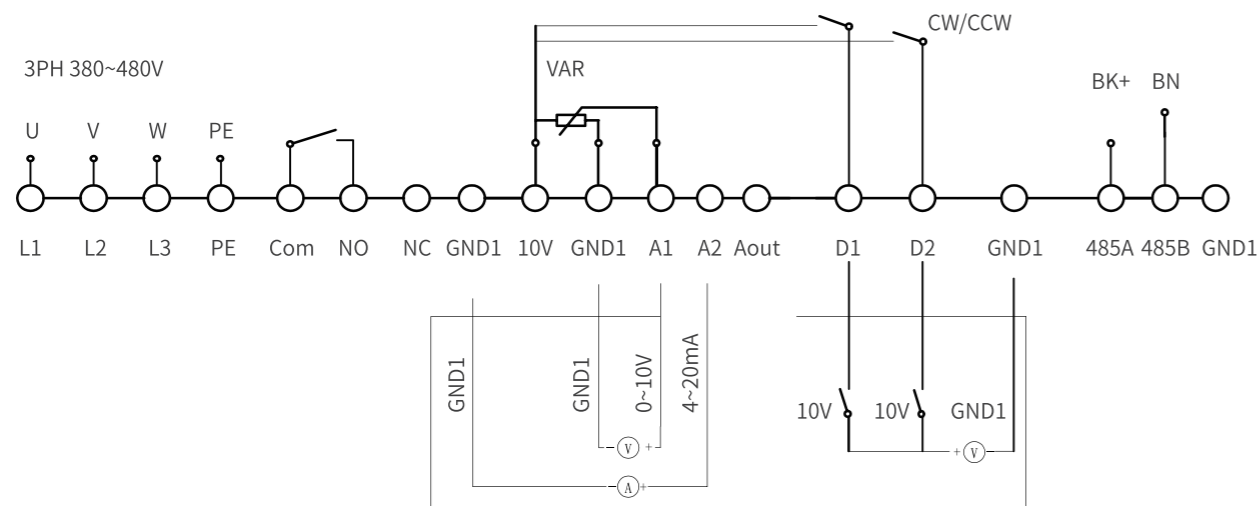 CW/CCW
3PH 380~480V
VAR
BK+ BN
U V W PE
L1 L2 L3 PE Com NO NC GND1 10V GND1 A1 A2 Aout D1 D2 GND1 485A 485B GND1
GND1
GND1
0~10V
4~20mA
10V 10V GND1
- V +
+ V -
- A +